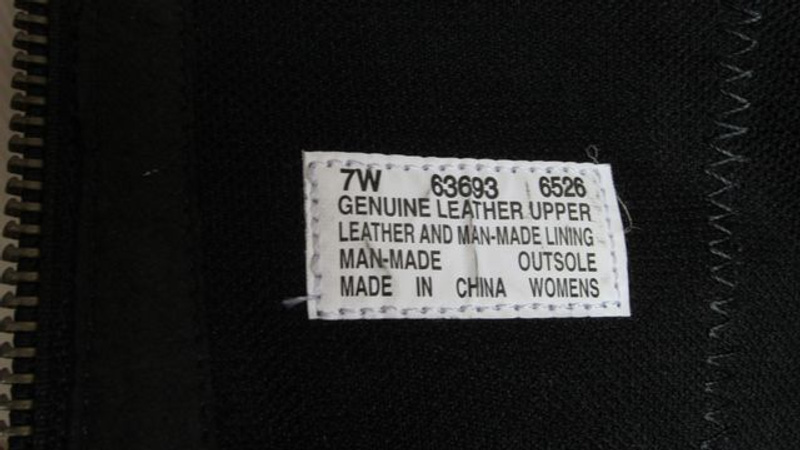 7W 63693 6526
GENUINE LEATHER UPPER
LEATHER AND MAN-MADE LINING
MAN-MADE OUTSOLE
MADE IN CHINA WOMENS